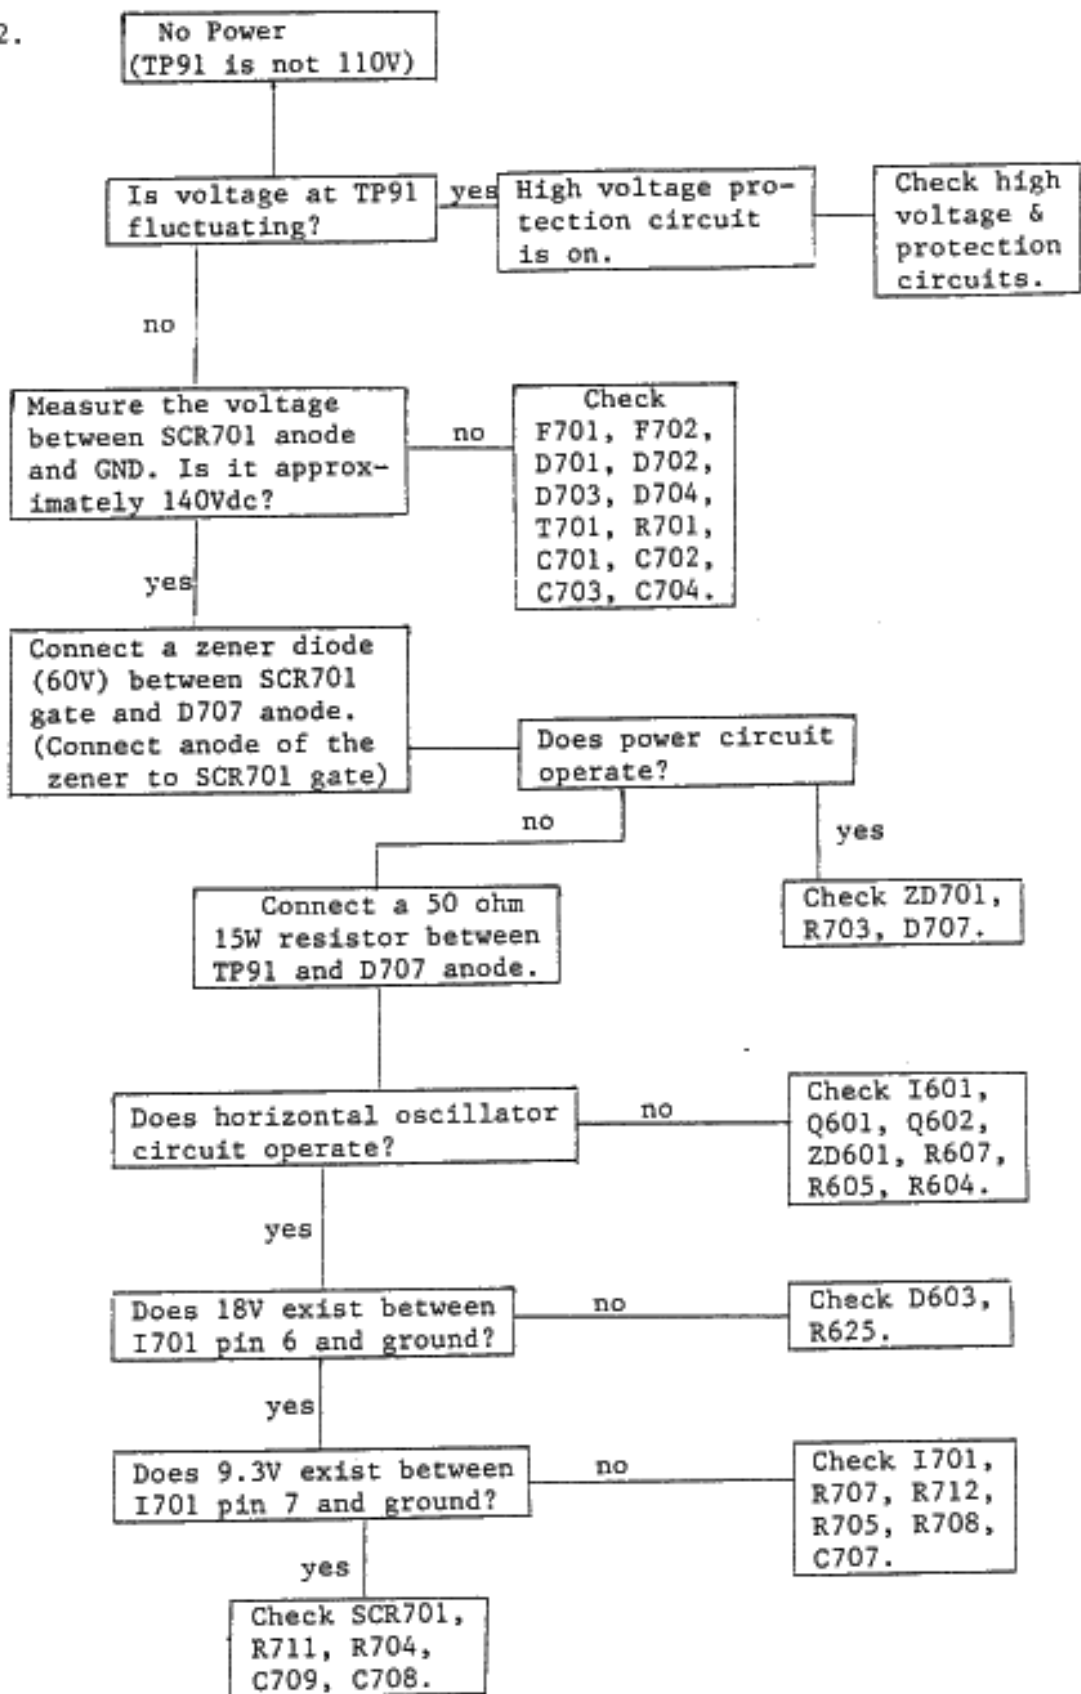 2.
No Power
(TP91 is not 110V)
Is voltage at TP91
fluctuating?
yes
High voltage pro-
tection circuit
is on.
Check high
voltage &
protection
circuits.
no
Measure the voltage
between SCR701 anode
and GND. Is it approx-
imately 140Vdc?
no
Check
F701, F702,
D701, D702,
D703, D704,
T701, R701,
C701, C702,
C703, C704.
yes
Connect a zener diode
(60V) between SCR701
gate and D707 anode.
(Connect anode of the
zener to SCR701 gate)
Does power circuit
operate?
no
yes
Check ZD701,
R703, D707.
Connect a 50 ohm
15W resistor between
TP91 and D707 anode.
Does horizontal oscillator
circuit operate?
no
Check I601,
Q601, Q602,
ZD601, R607,
R605, R604.
yes
Does 18V exist between
I701 pin 6 and ground?
no
Check D603,
R625.
yes
Does 9.3V exist between
I701 pin 7 and ground?
no
Check I701,
R707, R712,
R705, R708,
C707.
yes
Check SCR701,
R711, R704,
C709, C708.